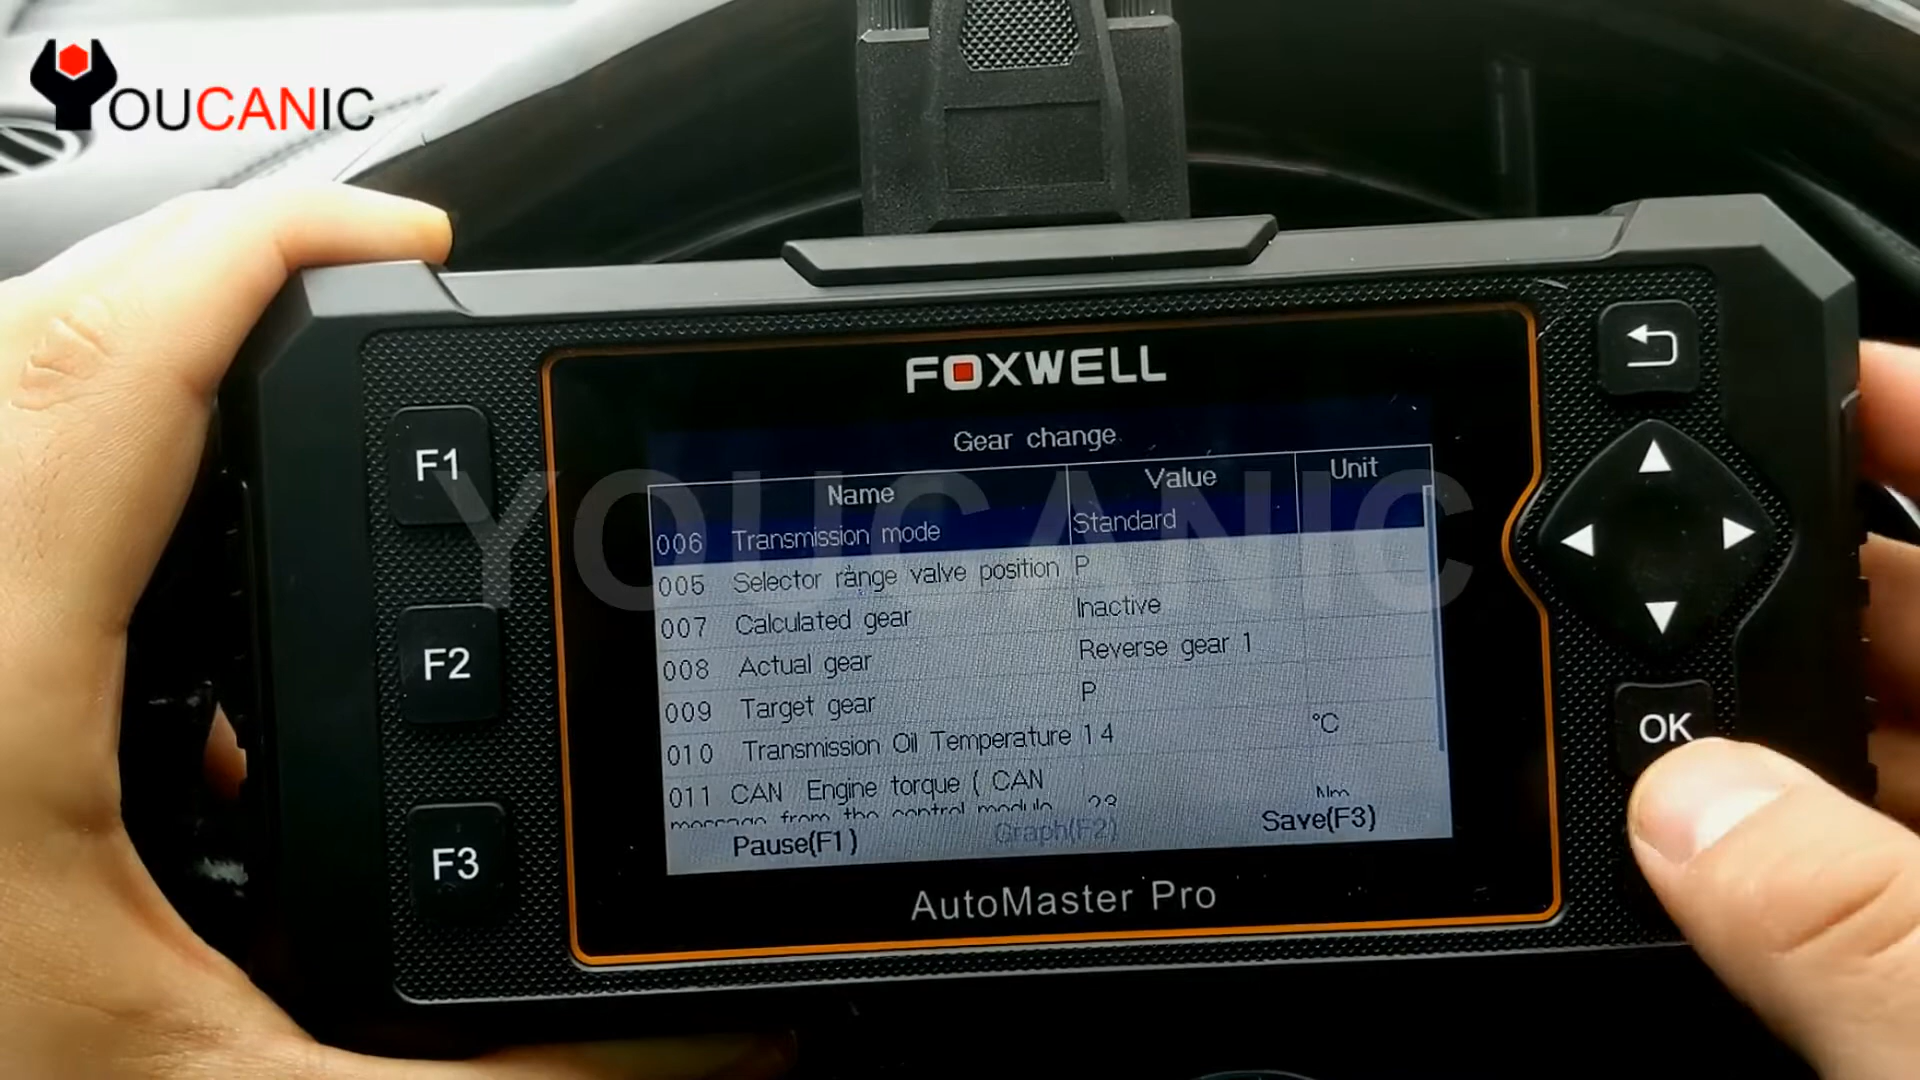 YOUCANIC
FOXWELL
Gear change
Name Value Unit
006 Transmission mode Standard
005 Selector range valve position P
007 Calculated gear Inactive
008 Actual gear Reverse gear 1
009 Target gear P
010 Transmission Oil Temperature 14 °C
011 CAN Engine torque ( CAN
message from the control module 23 Nm
Pause(F1) Graph(F2) Save(F3)
AutoMaster Pro
F1
F2
F3
OK
YOUCANIC